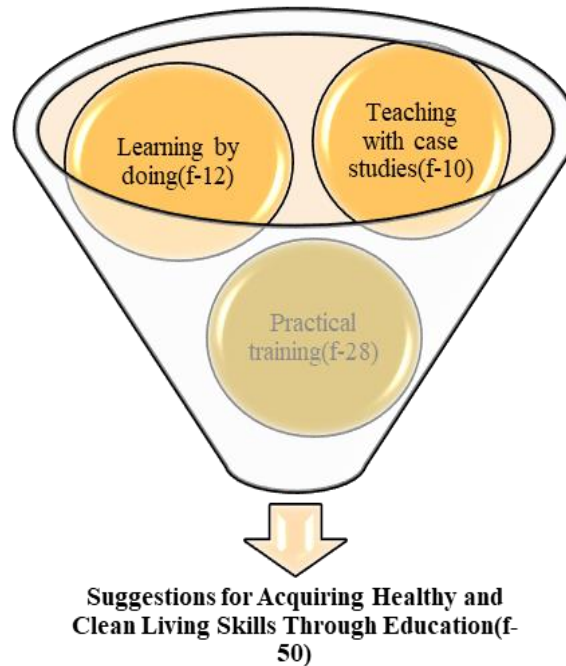 Learning by
doing(f-12)
Teaching
with case
studies(f-10)
Practical
training(f-28)
Suggestions for Acquiring Healthy and
Clean Living Skills Through Education(f-
50)